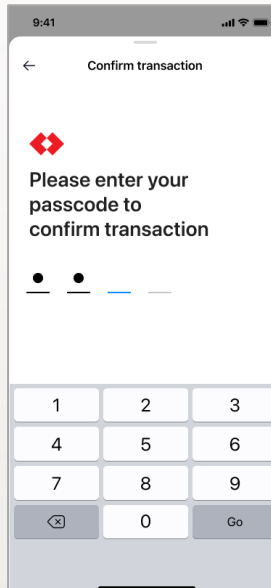 9:41
Confirm transaction
Please enter your
passcode to
confirm transaction
1 2 3
4 5 6
7 8 9
0 Go